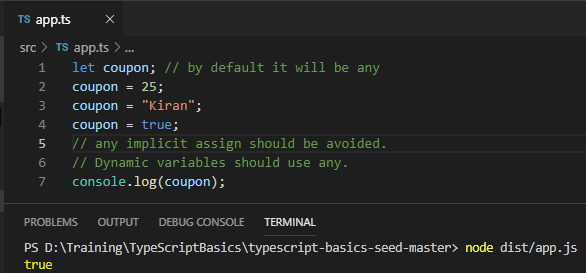 TS app.ts ×
src > TS app.ts > ...
1 let coupon; // by default it will be any
2 coupon = 25;
3 coupon = "Kiran";
4 coupon = true;
5 // any implicit assign should be avoided.
6 // Dynamic variables should use any.
7 console.log(coupon);
PROBLEMS OUTPUT DEBUG CONSOLE TERMINAL
PS D:\Training\TypeScriptBasics\typescript-basics-seed-master> node dist/app.js
true